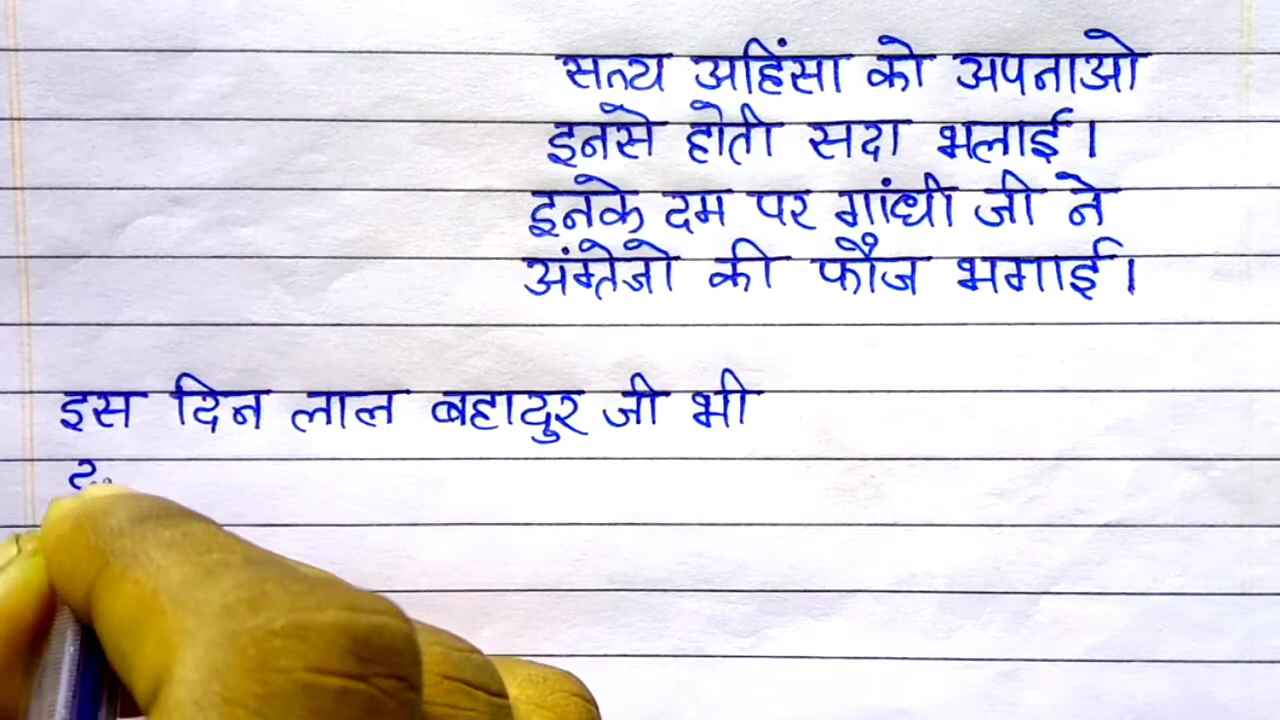 सत्य अहिंसा को अपनाओ
इनसे होती सदा भलाई।
इनके दम पर गांधी जी ने
अंग्रेजो की फौज भगाई।
इस दिन लाल बहादुर जी भी